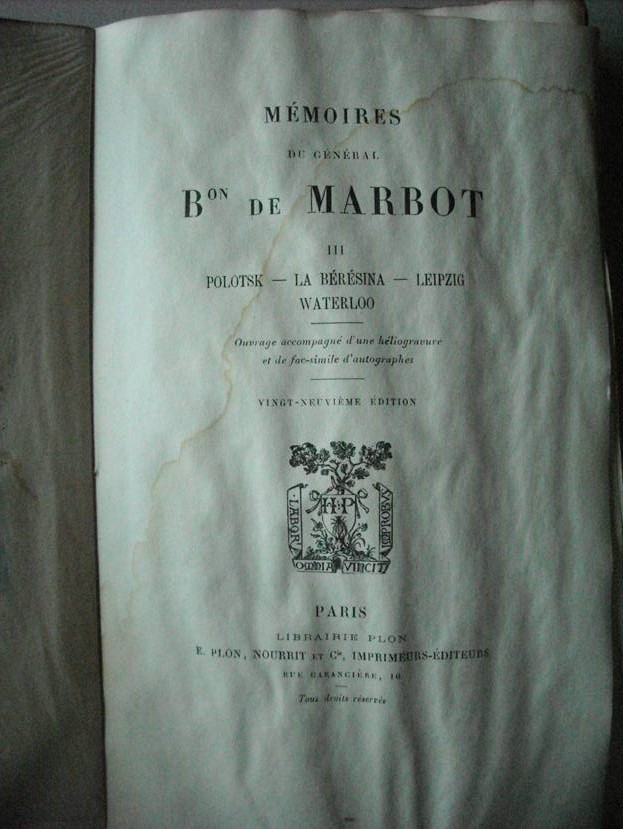 MÉMOIRES
DU GÉNÉRAL
BON DE MARBOT
III
POLOTSK — LA BÉRÉSINA — LEIPZIG
WATERLOO
Ouvrage accompagné d'une héliogravure
et de fac-simile d'autographes
VINGT-NEUVIÈME ÉDITION
H P
LABOR
IMPROBVS
OMNIA VINCIT
PARIS
LIBRAIRIE PLON
E. PLON, NOURRIT ET Cie, IMPRIMEURS-ÉDITEURS
RUE GARANCIÈRE, 10
Tous droits réservés